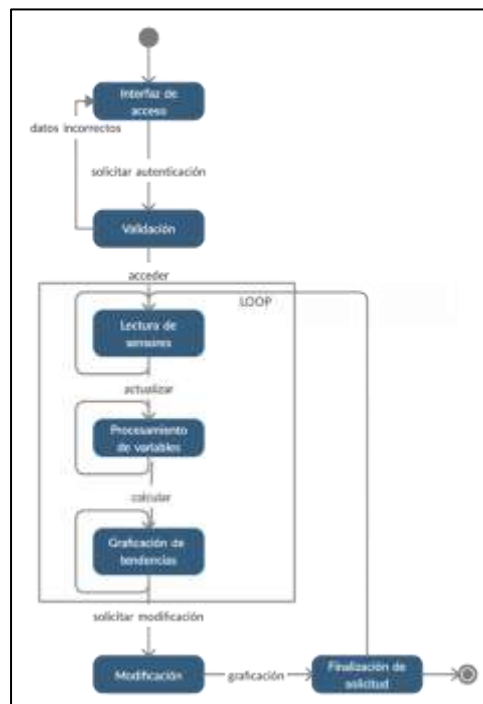 Interfaz de
acceso
datos incorrectos
solicitar autenticación
Validación
acceder
LOOP
Lectura de
sensores
actualizar
Procesamiento
de variables
calcular
Graficación de
tendencias
solicitar modificación
Modificación
graficación
Finalización de
solicitud